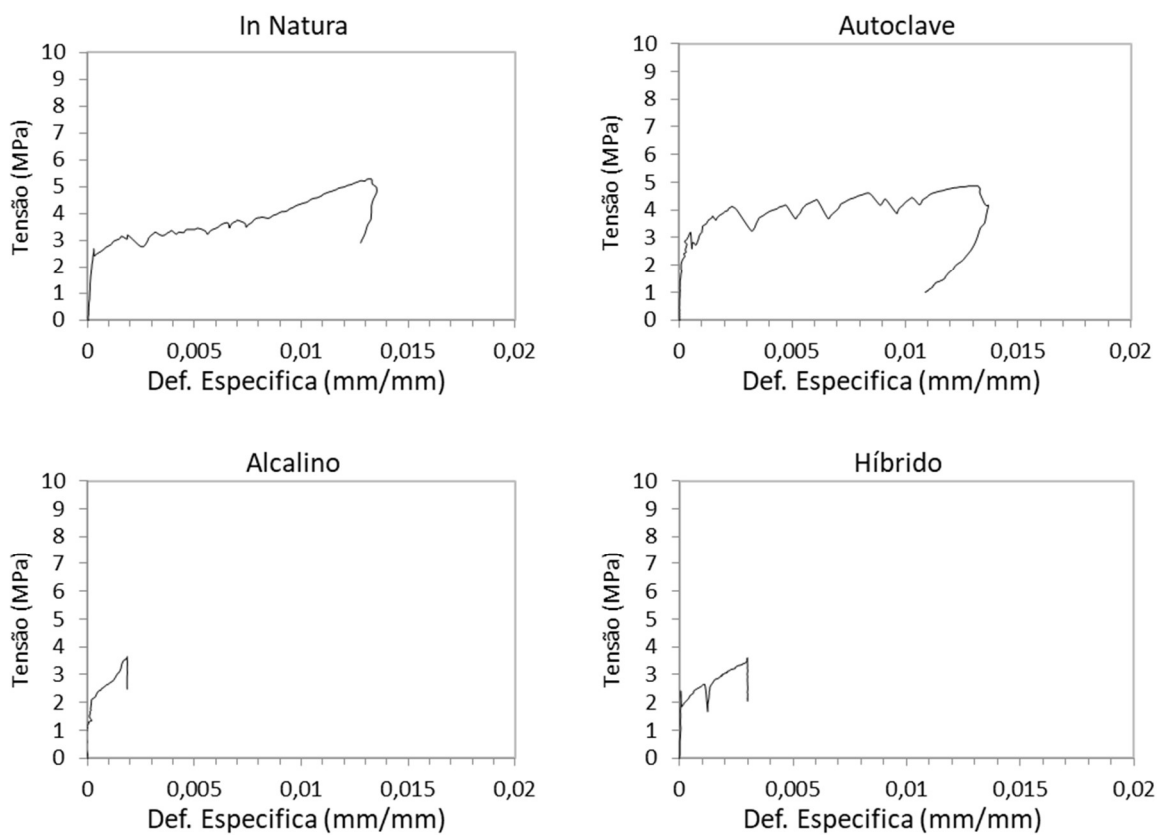 In Natura
10
9
8
7
6
5
4
3
2
1
0
Tensão (MPa)
0 0,005 0,01 0,015 0,02
Def. Especifica (mm/mm)
Autoclave
10
9
8
7
6
5
4
3
2
1
0
Tensão (MPa)
0 0,005 0,01 0,015 0,02
Def. Especifica (mm/mm)
Alcalino
10
9
8
7
6
5
4
3
2
1
0
Tensão (MPa)
0 0,005 0,01 0,015 0,02
Def. Especifica (mm/mm)
Híbrido
10
9
8
7
6
5
4
3
2
1
0
Tensão (MPa)
0 0,005 0,01 0,015 0,02
Def. Especifica (mm/mm)